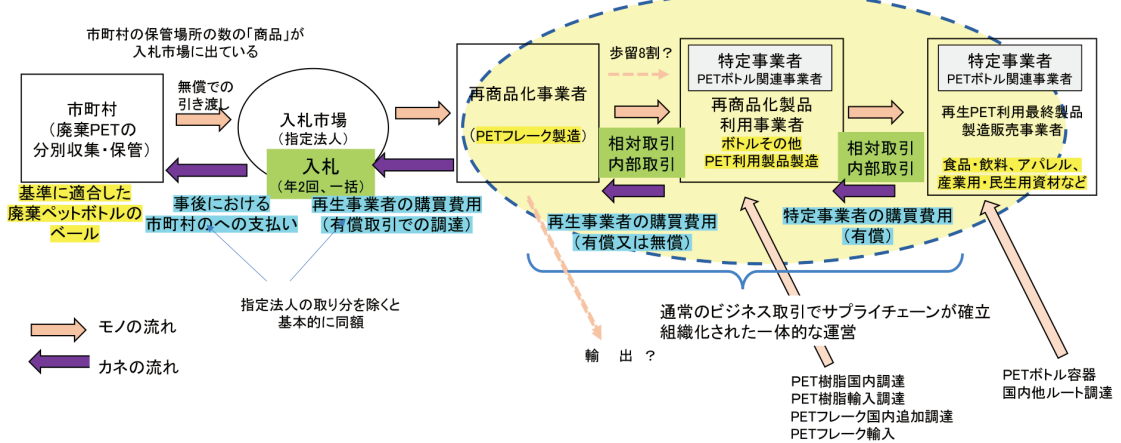 市町村の保管場所の数の「商品」が
入札市場に出ている
市町村
(廃棄PETの
分別収集・保管)
無償での
引き渡し
入札市場
(指定法人)
入札
(年2回、一括)
基準に適合した
廃棄ペットボトルの
ベール
事後における
市町村のへの支払い
再生事業者の購買費用
(有償取引での調達)
指定法人の取り分を除くと
基本的に同額
再商品化事業者
(PETフレーク製造)
歩留8割?
相対取引
内部取引
再生事業者の購買費用
(有償又は無償)
特定事業者
PETボトル関連事業者
再商品化製品
利用事業者
ボトルその他
PET利用製品製造
相対取引
内部取引
特定事業者の購買費用
(有償)
特定事業者
PETボトル関連事業者
再生PET利用最終製品
製造販売事業者
食品・飲料、アパレル、
産業用・民生用資材など
通常のビジネス取引でサプライチェーンが確立
組織化された一体的な運営
輸 出 ?
モノの流れ
カネの流れ
PET樹脂国内調達
PET樹脂輸入調達
PETフレーク国内追加調達
PETフレーク輸入
PETボトル容器
国内他ルート調達